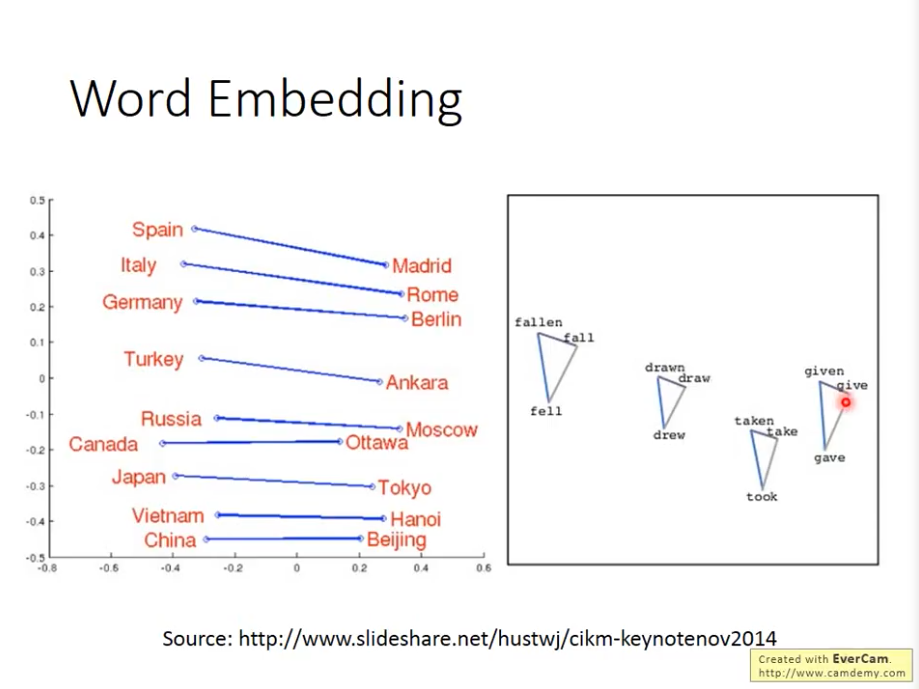 Word Embedding
0.5
0.4
0.3
0.2
0.1
0
-0.1
-0.2
-0.3
-0.4
-0.5
-0.8
-0.6
-0.4
-0.2
0
0.2
0.4
0.6
Spain
Madrid
Italy
Rome
Germany
Berlin
Turkey
Ankara
Russia
Moscow
Canada
Ottawa
Japan
Tokyo
Vietnam
Hanoi
China
Beijing
fallen
fall
fell
drawn
draw
drew
taken
take
took
given
give
gave
Source: http://www.slideshare.net/hustwj/cikm-keynotenov2014
Created with EverCam.
http://www.camdemy.com